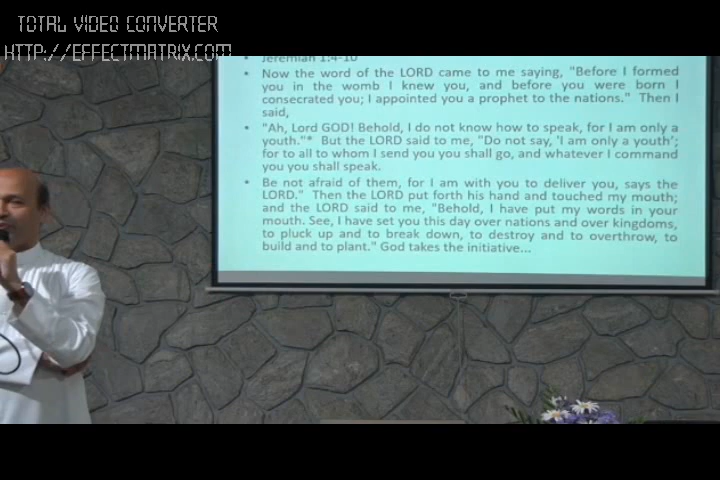 TOTAL VIDEO CONVERTER
HTTP://EFFECTMATRIX.COM
• Jeremiah 1:4-10
• Now the word of the LORD came to me saying, "Before I formed
you in the womb I knew you, and before you were born I
consecrated you; I appointed you a prophet to the nations." Then I
said,
• "Ah, Lord GOD! Behold, I do not know how to speak, for I am only a
youth."* But the LORD said to me, "Do not say, 'I am only a youth';
for to all to whom I send you you shall go, and whatever I command
you you shall speak.
• Be not afraid of them, for I am with you to deliver you, says the
LORD." Then the LORD put forth his hand and touched my mouth;
and the LORD said to me, "Behold, I have put my words in your
mouth. See, I have set you this day over nations and over kingdoms,
to pluck up and to break down, to destroy and to overthrow, to
build and to plant." God takes the initiative...